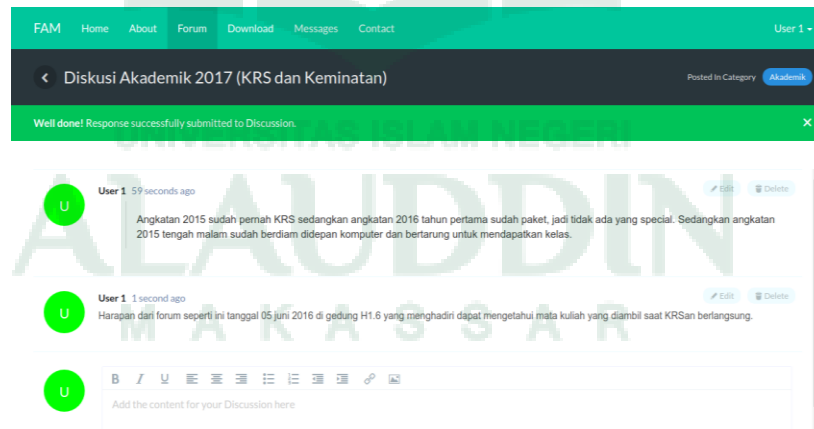 FAM Home About Forum Download Messages Contact User 1
Diskusi Akademik 2017 (KRS dan Keminatan) Posted In Category Akademik
Well done! Response successfully submitted to Discussion. ×
UNIVERSITAS ISLAM NEGERI
ALAUDDIN
MAKASSAR
U User 1 59 seconds ago Edit Delete
Angkatan 2015 sudah pernah KRS sedangkan angkatan 2016 tahun pertama sudah paket, jadi tidak ada yang special. Sedangkan angkatan
2015 tengah malam sudah berdiam didepan komputer dan bertarung untuk mendapatkan kelas.
U User 1 1 second ago Edit Delete
Harapan dari forum seperti ini tanggal 05 juni 2016 di gedung H1.6 yang menghadiri dapat mengetahui mata kuliah yang diambil saat KRSan berlangsung.
U B I U
Add the content for your Discussion here